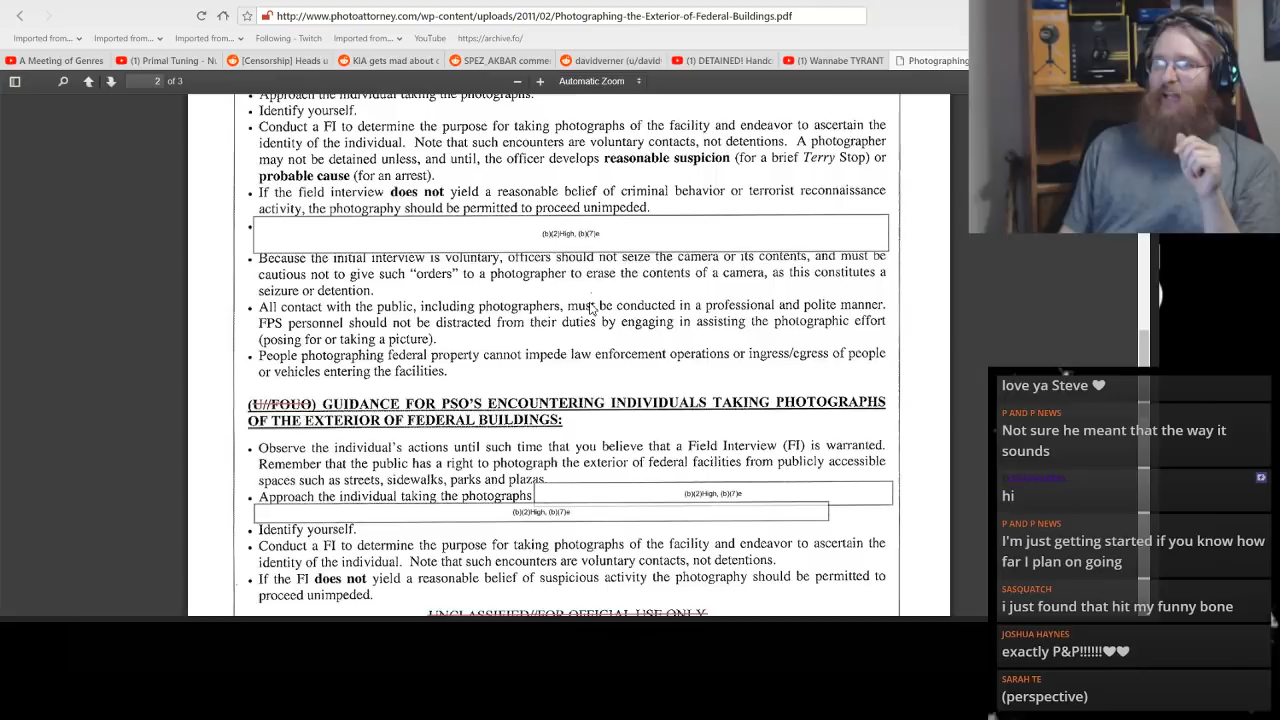 http://www.photoattorney.com/wp-content/uploads/2011/02/Photographing-the-Exterior-of-Federal-Buildings.pdf
Imported from... Imported from... Imported from... Following - Twitch Imported from... YouTube https://archive.fo/
A Meeting of Genres (1) Primal Tuning - Nu [Censorship] Heads u KiA gets mad about c SPEZ_AKBAR comme davidverner (u/david (1) DETAINED! Handc (1) Wannabe TYRANT Photographing
2 of 3 Automatic Zoom
Approach the individual taking the photographs.
• Identify yourself.
• Conduct a FI to determine the purpose for taking photographs of the facility and endeavor to ascertain the
identity of the individual. Note that such encounters are voluntary contacts, not detentions. A photographer
may not be detained unless, and until, the officer develops reasonable suspicion (for a brief Terry Stop) or
probable cause (for an arrest).
• If the field interview does not yield a reasonable belief of criminal behavior or terrorist reconnaissance
activity, the photography should be permitted to proceed unimpeded.
(b)(2)High, (b)(7)e
• Because the initial interview is voluntary, officers should not seize the camera or its contents, and must be
cautious not to give such “orders” to a photographer to erase the contents of a camera, as this constitutes a
seizure or detention.
• All contact with the public, including photographers, must be conducted in a professional and polite manner.
FPS personnel should not be distracted from their duties by engaging in assisting the photographic effort
(posing for or taking a picture).
• People photographing federal property cannot impede law enforcement operations or ingress/egress of people
or vehicles entering the facilities.
(U//FOUO) GUIDANCE FOR PSO'S ENCOUNTERING INDIVIDUALS TAKING PHOTOGRAPHS
OF THE EXTERIOR OF FEDERAL BUILDINGS:
• Observe the individual's actions until such time that you believe that a Field Interview (FI) is warranted.
Remember that the public has a right to photograph the exterior of federal facilities from publicly accessible
spaces such as streets, sidewalks, parks and plazas.
• Approach the individual taking the photographs (b)(2)High, (b)(7)e
(b)(2)High, (b)(7)e
• Identify yourself.
• Conduct a FI to determine the purpose for taking photographs of the facility and endeavor to ascertain the
identity of the individual. Note that such encounters are voluntary contacts, not detentions.
• If the FI does not yield a reasonable belief of suspicious activity the photography should be permitted to
proceed unimpeded.
UNCLASSIFIED//FOR OFFICIAL USE ONLY
love ya Steve
P AND P NEWS
Not sure he meant that the way it
sounds
hi
P AND P NEWS
I'm just getting started if you know how
far I plan on going
SASQUATCH
i just found that hit my funny bone
JOSHUA HAYNES
exactly P&P!!!!!!
SARAH TE
(perspective)